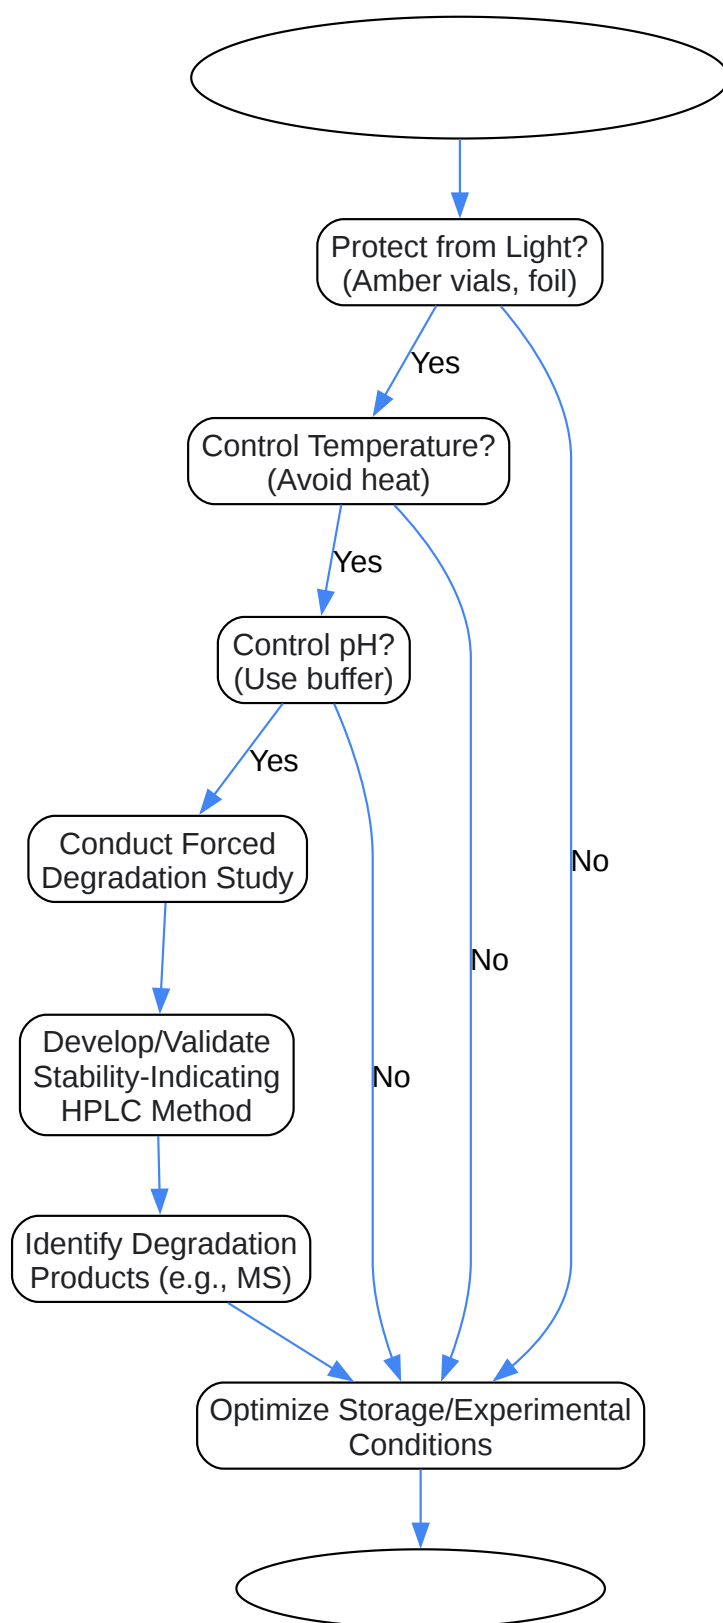 Protect from Light?
(Amber vials, foil)
Yes
Control Temperature?
(Avoid heat)
Yes
Control pH?
(Use buffer)
Yes
Conduct Forced
Degradation Study
No
No
Develop/Validate
Stability-Indicating
HPLC Method
No
Identify Degradation
Products (e.g., MS)
Optimize Storage/Experimental
Conditions